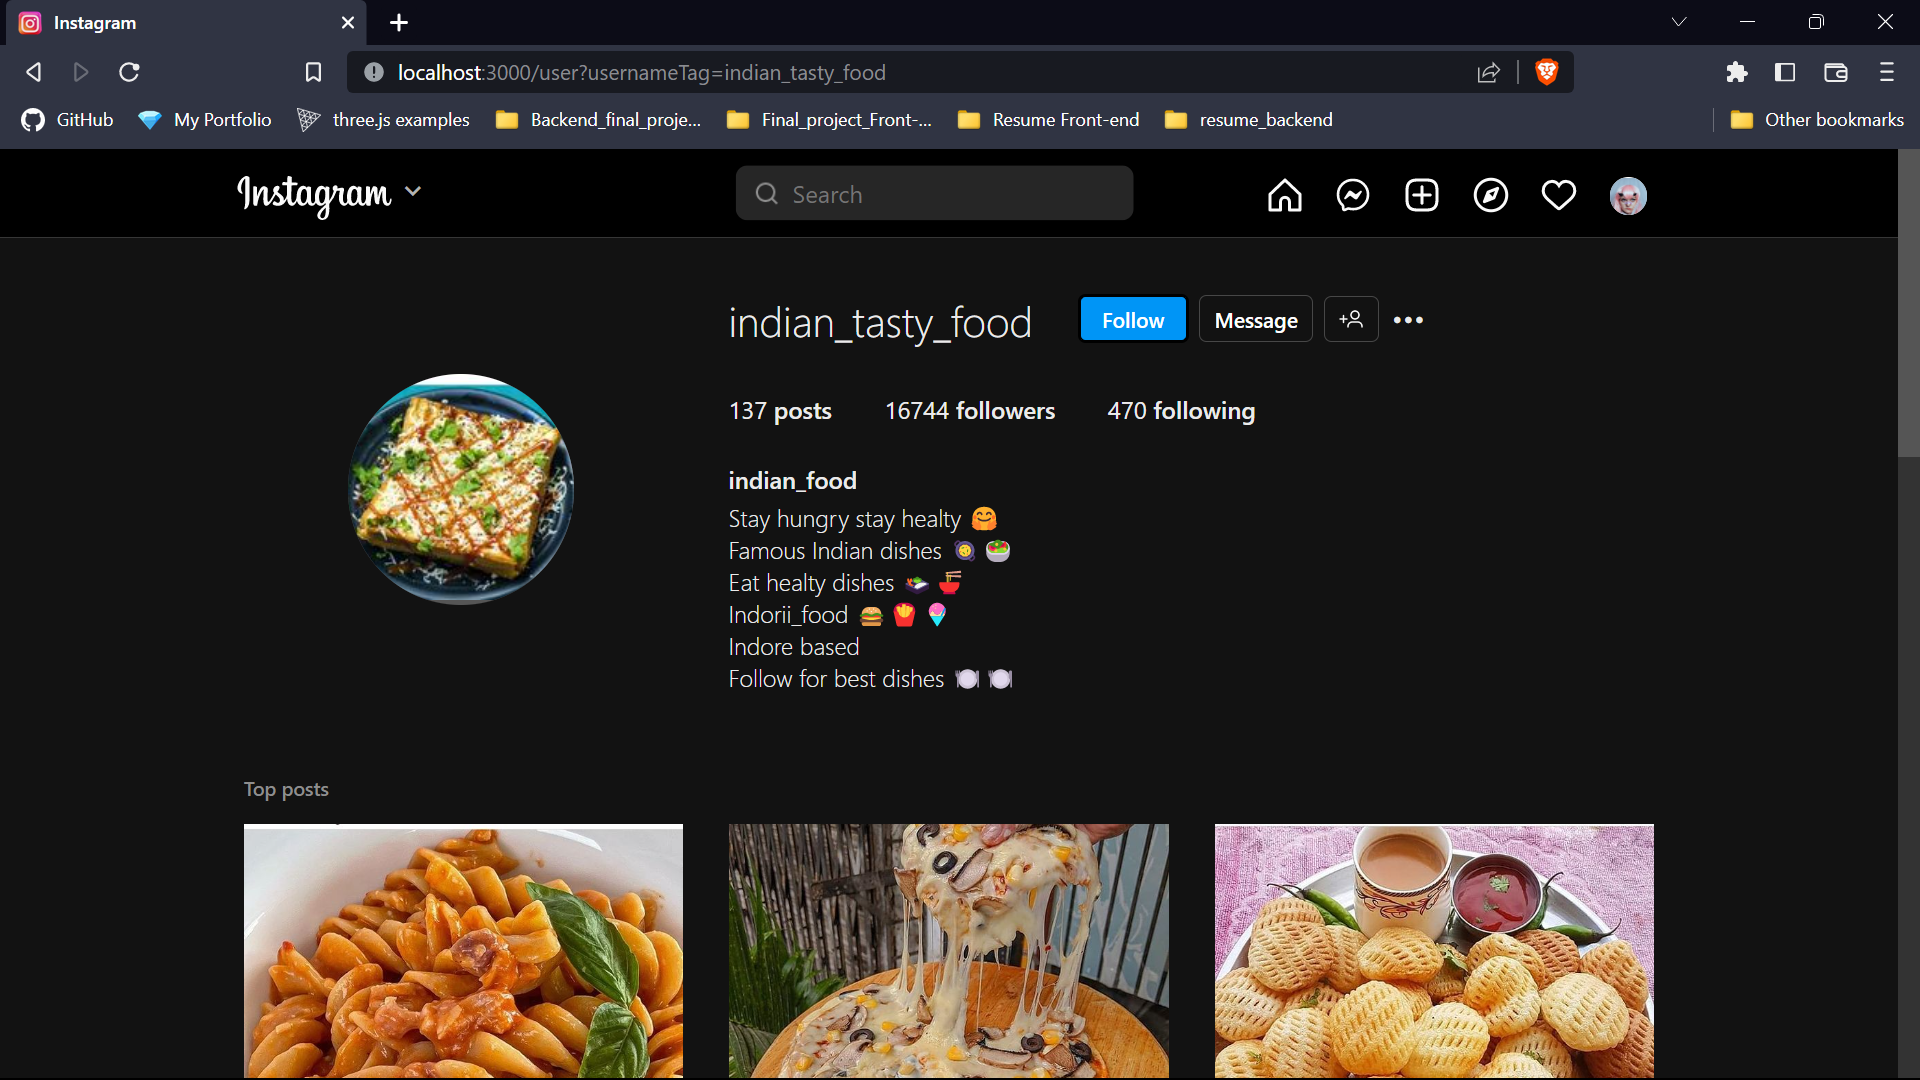 Instagram
localhost:3000/user?usernameTag=indian_tasty_food
GitHub My Portfolio three.js examples Backend_final_proje... Final_project_Front-... Resume Front-end resume_backend Other bookmarks
Instagram Search
indian_tasty_food Follow Message
137 posts 16744 followers 470 following
indian_food
Stay hungry stay healty 🤗
Famous Indian dishes 🥘 🥗
Eat healty dishes 🍣 🍜
Indorii_food 🍔 🍟 🍧
Indore based
Follow for best dishes 🍽️ 🍽️
Top posts